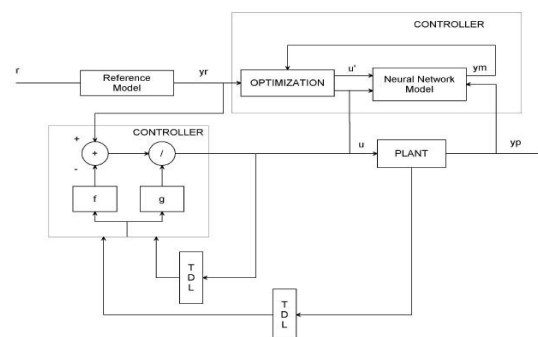 CONTROLLER
r
Reference
Model
yr
OPTIMIZATION
u'
Neural Network
Model
ym
+
-
CONTROLLER
+
/
f
g
u
PLANT
yp
T
D
L
T
D
L